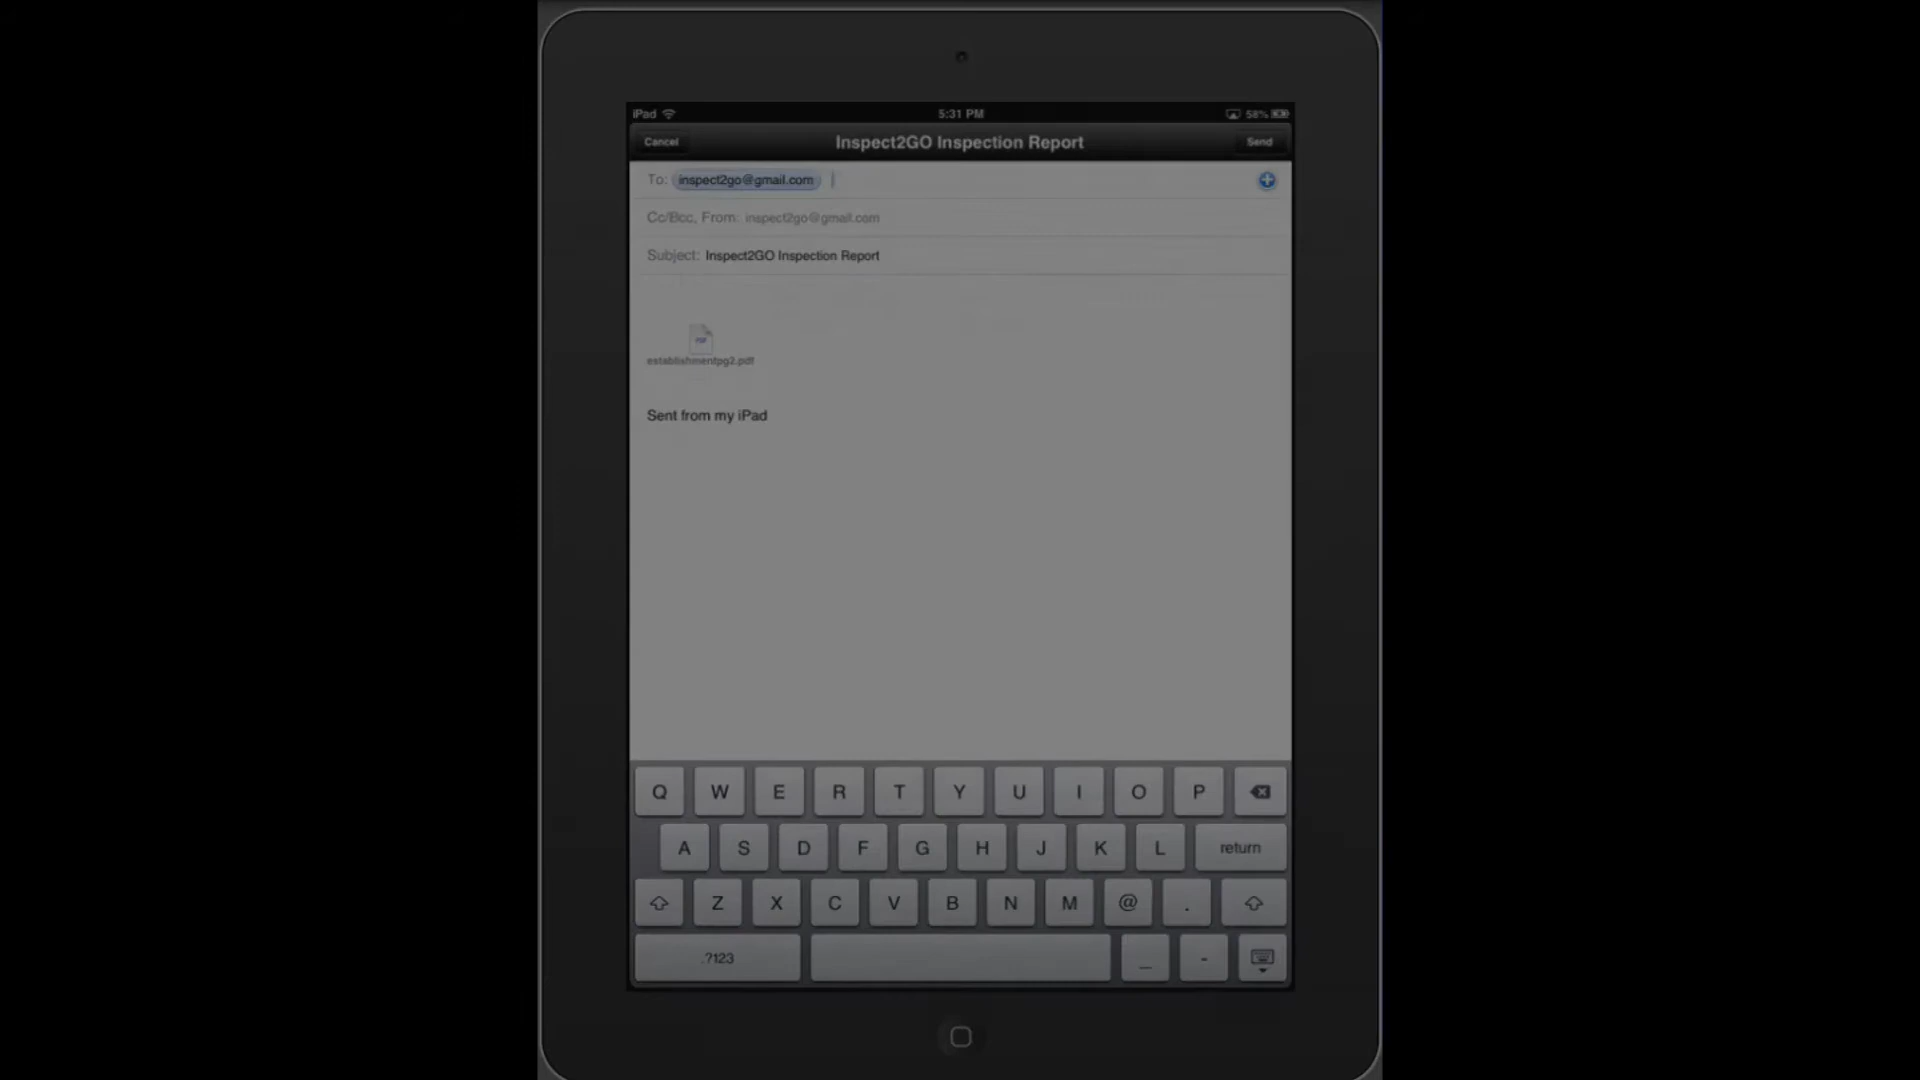 iPad 5:31 PM 58%
Cancel Inspect2GO Inspection Report Send
To: inspect2go@gmail.com
Cc/Bcc, From: inspect2go@gmail.com
Subject: Inspect2GO Inspection Report
PDF
establishmentpg2.pdf
Sent from my iPad
Q W E R T Y U I O P
A S D F G H J K L return
Z X C V B N M @ .
.?123 _ -